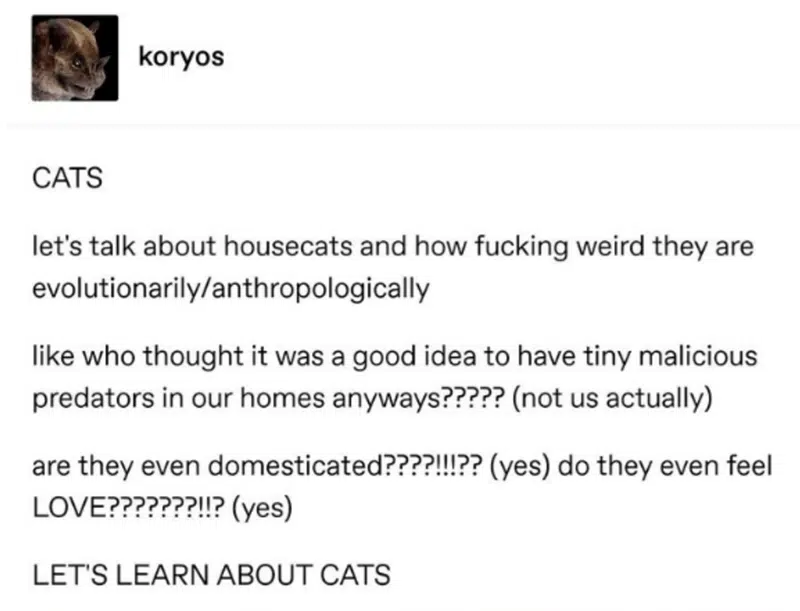 koryos
CATS
let's talk about housecats and how fucking weird they are
evolutionarily/anthropologically
like who thought it was a good idea to have tiny malicious
predators in our homes anyways????? (not us actually)
are they even domesticated????!!!?? (yes) do they even feel
LOVE???????!!? (yes)
LET'S LEARN ABOUT CATS